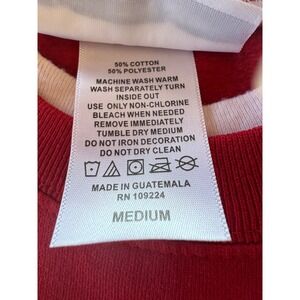 50% COTTON
50% POLYESTER
MACHINE WASH WARM
WASH SEPARATELY TURN
INSIDE OUT
USE ONLY NON-CHLORINE
BLEACH WHEN NEEDED
REMOVE IMMEDIATELY
TUMBLE DRY MEDIUM
DO NOT IRON DECORATION
DO NOT DRY CLEAN
MADE IN GUATEMALA
RN 109224
MEDIUM